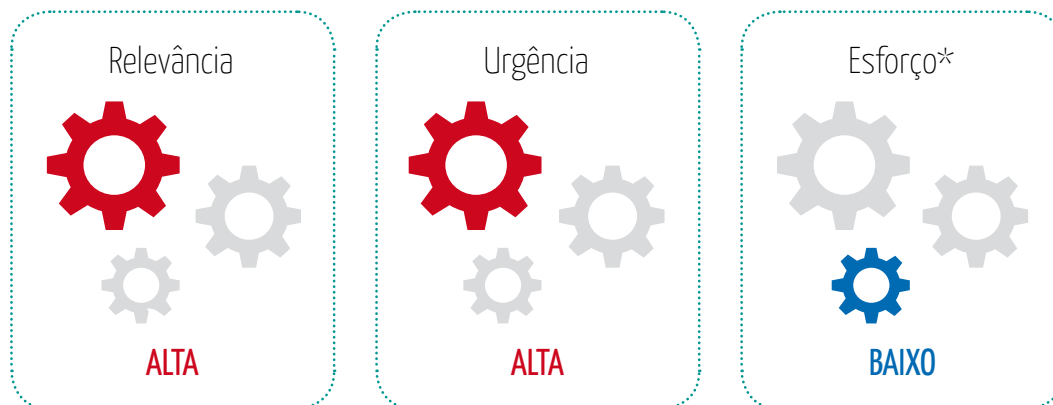 Relevância
Urgência
Esforço*
ALTA
ALTA
BAIXO